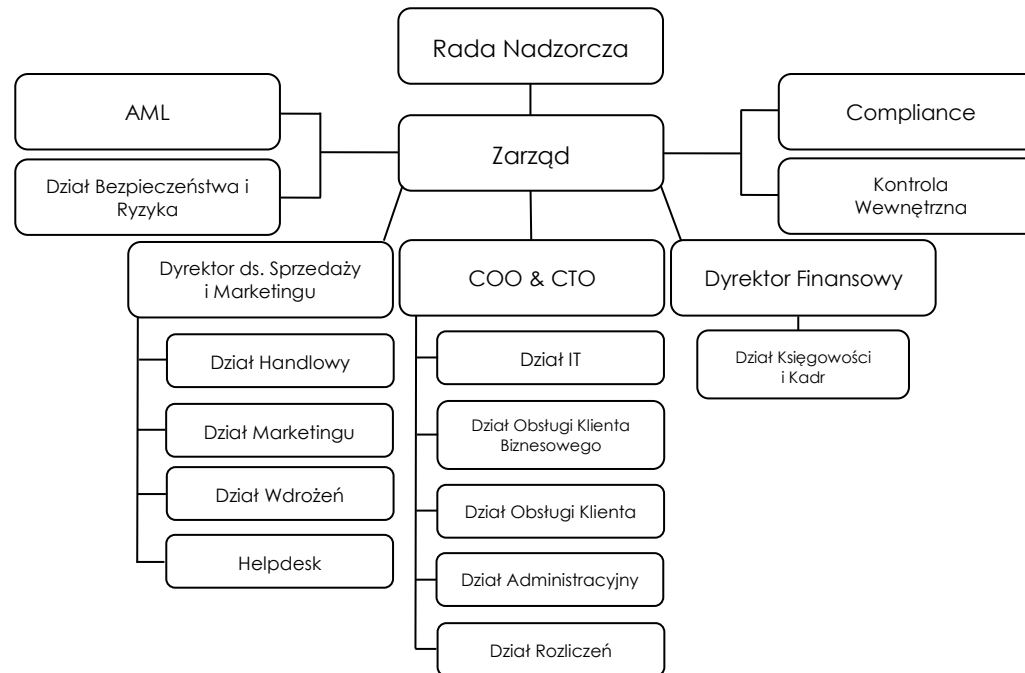 Rada Nadzorcza
AML
Zarząd
Compliance
Dział Bezpieczeństwa i
Ryzyka
Kontrola
Wewnętrzna
Dyrektor ds. Sprzedaży
i Marketingu
COO & CTO
Dyrektor Finansowy
Dział Handlowy
Dział Marketingu
Dział Wdrożeń
Helpdesk
Dział IT
Dział Obsługi Klienta
Biznesowego
Dział Obsługi Klienta
Dział Administracyjny
Dział Rozliczeń
Dział Księgowości
i Kadr